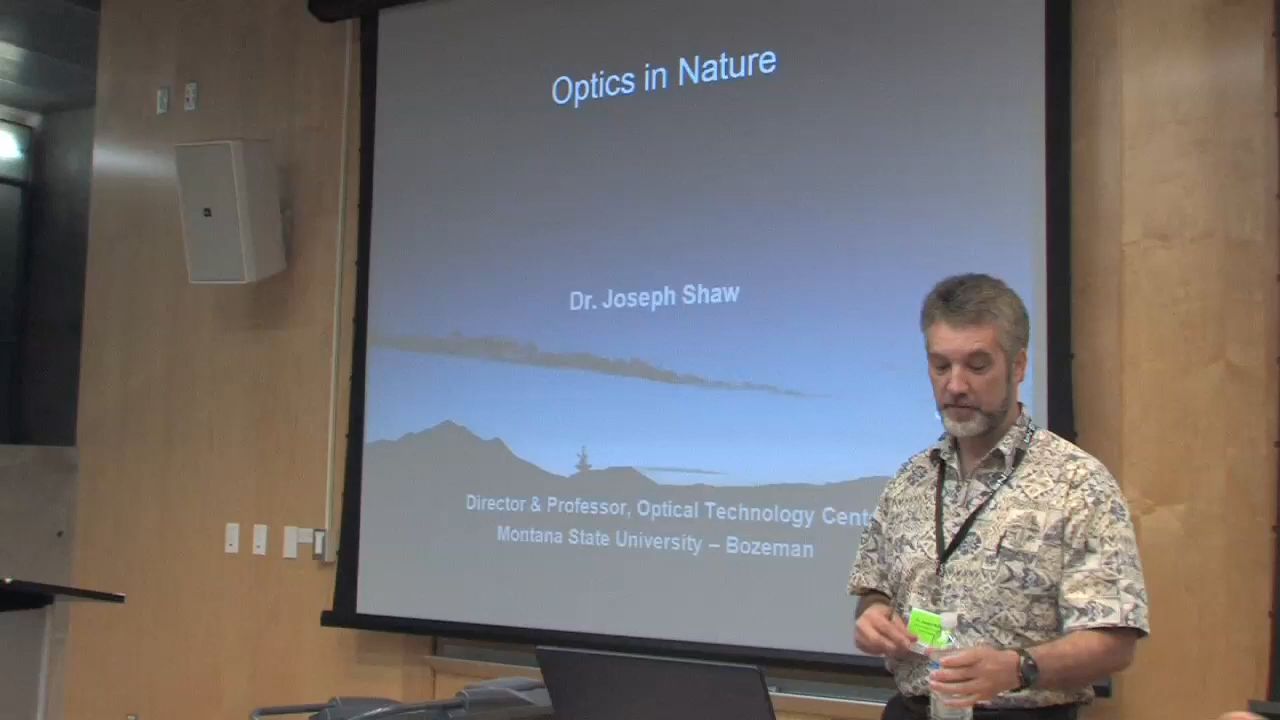 Optics in Nature
Dr. Joseph Shaw
Director & Professor, Optical Technology
Montana State University – Bozeman